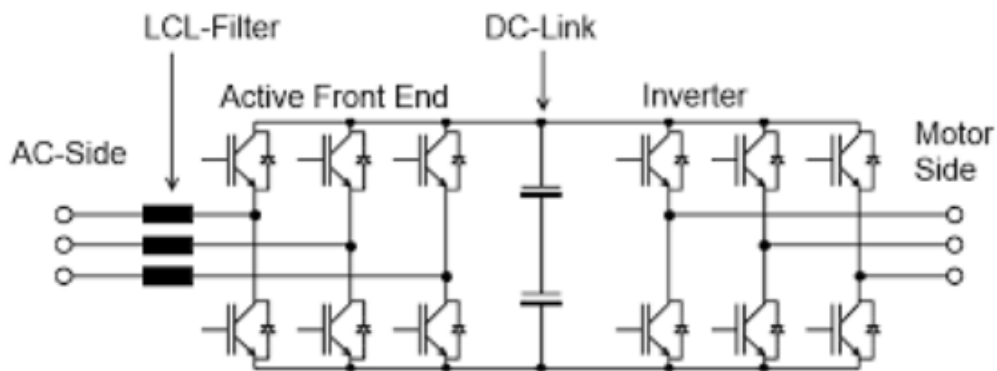 LCL-Filter
DC-Link
Active Front End
Inverter
AC-Side
Motor
Side